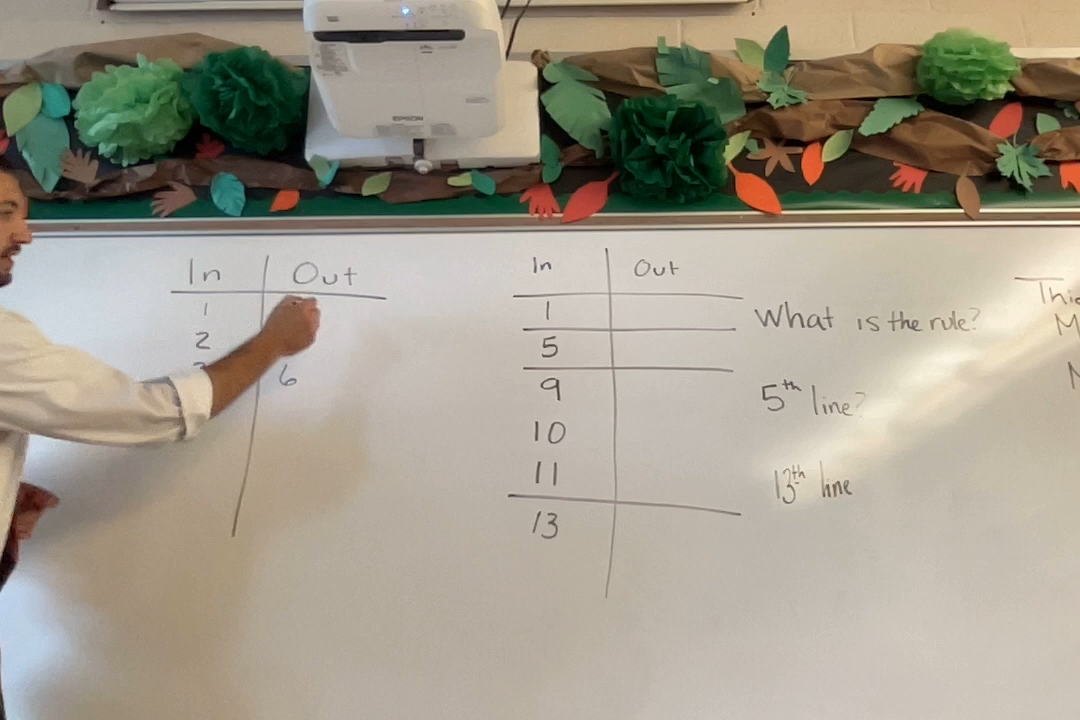 EPSON
In Out
1
2
6
In Out
1
5
9
10
11
13
What is the rule?
5th line?
13th line